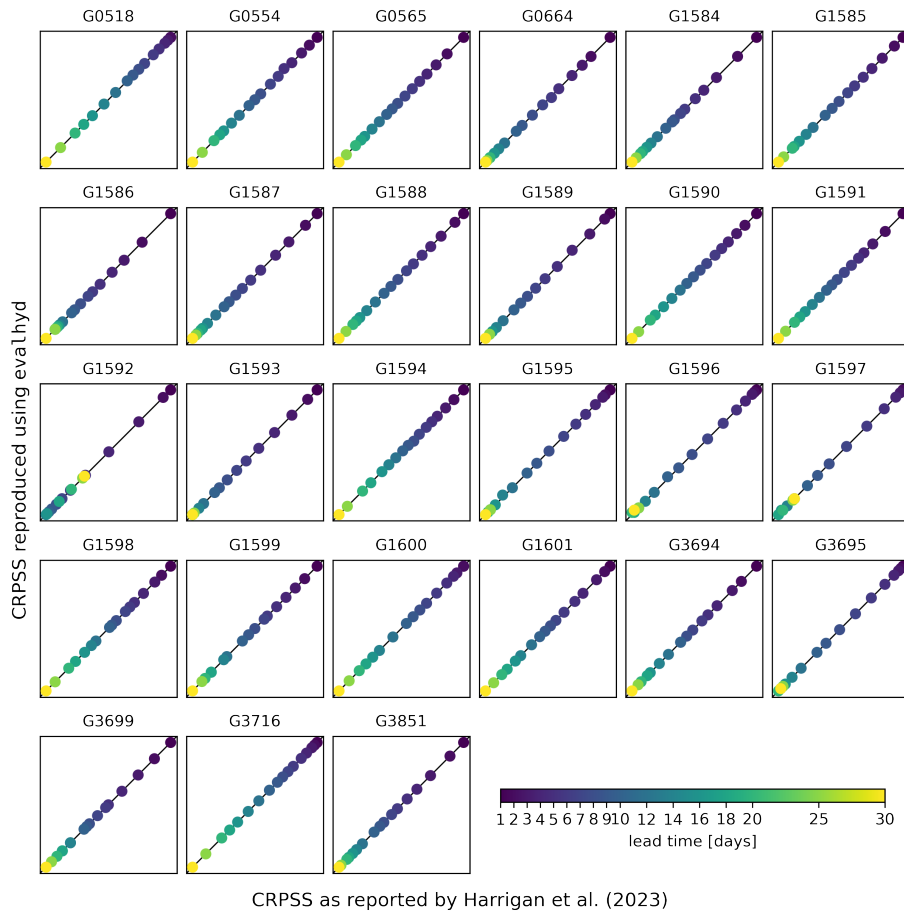 G0518 G0554 G0565 G0664 G1584 G1585
G1586 G1587 G1588 G1589 G1590 G1591
G1592 G1593 G1594 G1595 G1596 G1597
G1598 G1599 G1600 G1601 G3694 G3695
G3699 G3716 G3851
CRPSS reproduced using evalhyd
1 2 3 4 5 6 7 8 9 10 12 14 16 18 20 25 30
lead time [days]
CRPSS as reported by Harrigan et al. (2023)